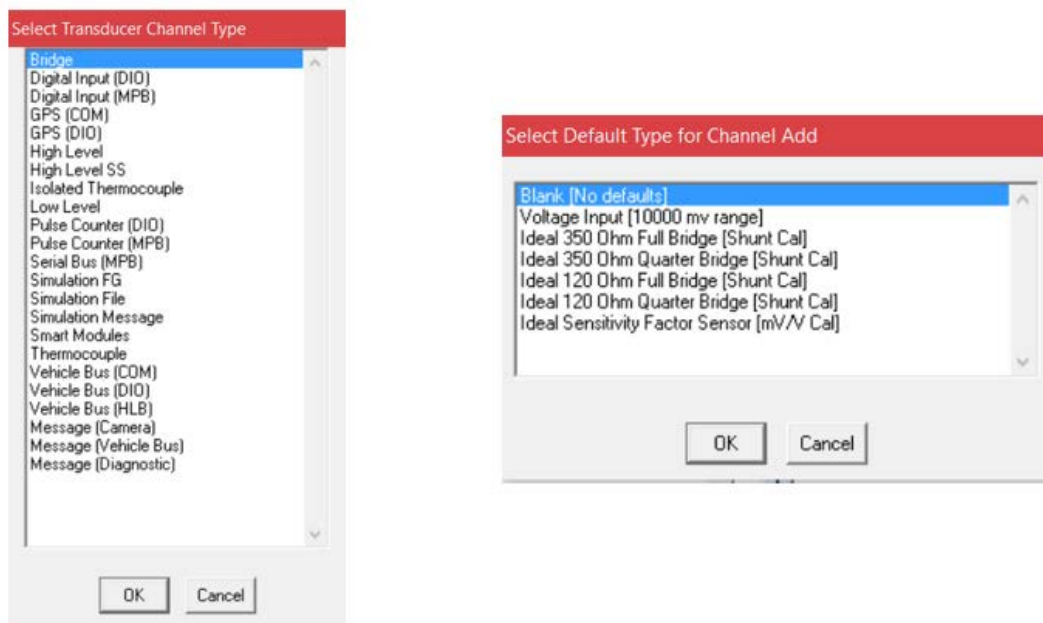 Select Transducer Channel Type
Bridge
Digital Input (DIO)
Digital Input (MPB)
GPS (COM)
GPS (DIO)
High Level
High Level SS
Isolated Thermocouple
Low Level
Pulse Counter (DIO)
Pulse Counter (MPB)
Serial Bus (MPB)
Simulation FG
Simulation File
Simulation Message
Smart Modules
Thermocouple
Vehicle Bus (COM)
Vehicle Bus (DIO)
Vehicle Bus (HLB)
Message (Camera)
Message (Vehicle Bus)
Message (Diagnostic)
OK Cancel
Select Default Type for Channel Add
Blank [No defaults]
Voltage Input [10000 mv range]
Ideal 350 Ohm Full Bridge [Shunt Cal]
Ideal 350 Ohm Quarter Bridge [Shunt Cal]
Ideal 120 Ohm Full Bridge [Shunt Cal]
Ideal 120 Ohm Quarter Bridge [Shunt Cal]
Ideal Sensitivity Factor Sensor [mV/V Cal]
OK Cancel